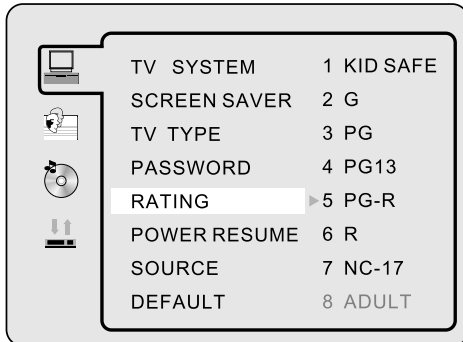 TV SYSTEM 1 KID SAFE
SCREEN SAVER 2 G
TV TYPE 3 PG
PASSWORD 4 PG13
RATING 5 PG-R
POWER RESUME 6 R
SOURCE 7 NC-17
DEFAULT 8 ADULT